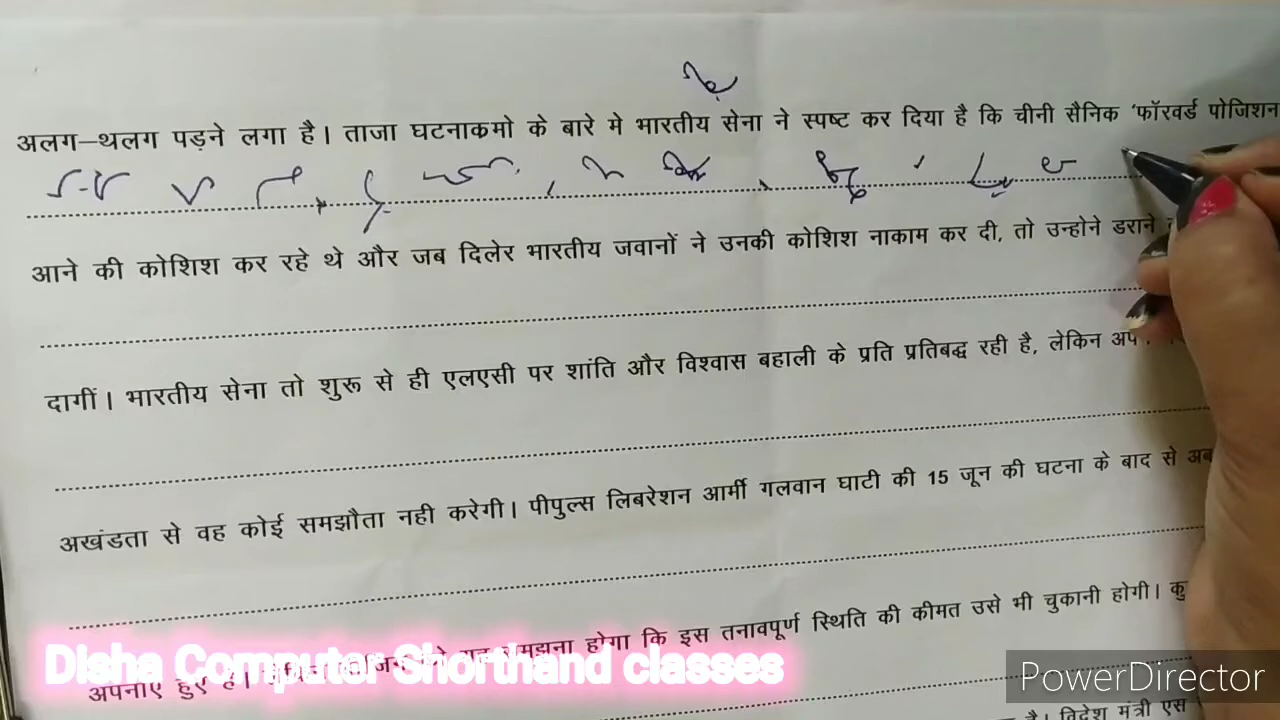 अलग–थलग पड़ने लगा है। ताजा घटनाकमो के बारे मे भारतीय सेना ने स्पष्ट कर दिया है कि चीनी सैनिक 'फॉरवर्ड पोजिशन
आने की कोशिश कर रहे थे और जब दिलेर भारतीय जवानों ने उनकी कोशिश नाकाम कर दी, तो उन्होने डराने
दागीं। भारतीय सेना तो शुरू से ही एलएसी पर शांति और विश्वास बहाली के प्रति प्रतिबद्ध रही है, लेकिन
अखंडता से वह कोई समझौता नही करेगी। पीपुल्स लिबरेशन आर्मी गलवान घाटी की 15 जून की घटना के बाद से
समझना होगा कि इस तनावपूर्ण स्थिति की कीमत उसे भी चुकानी होगी।
अपनाए हुए है।
विदेश मंत्री एस
Disha Computer Shorthand classes
PowerDirector